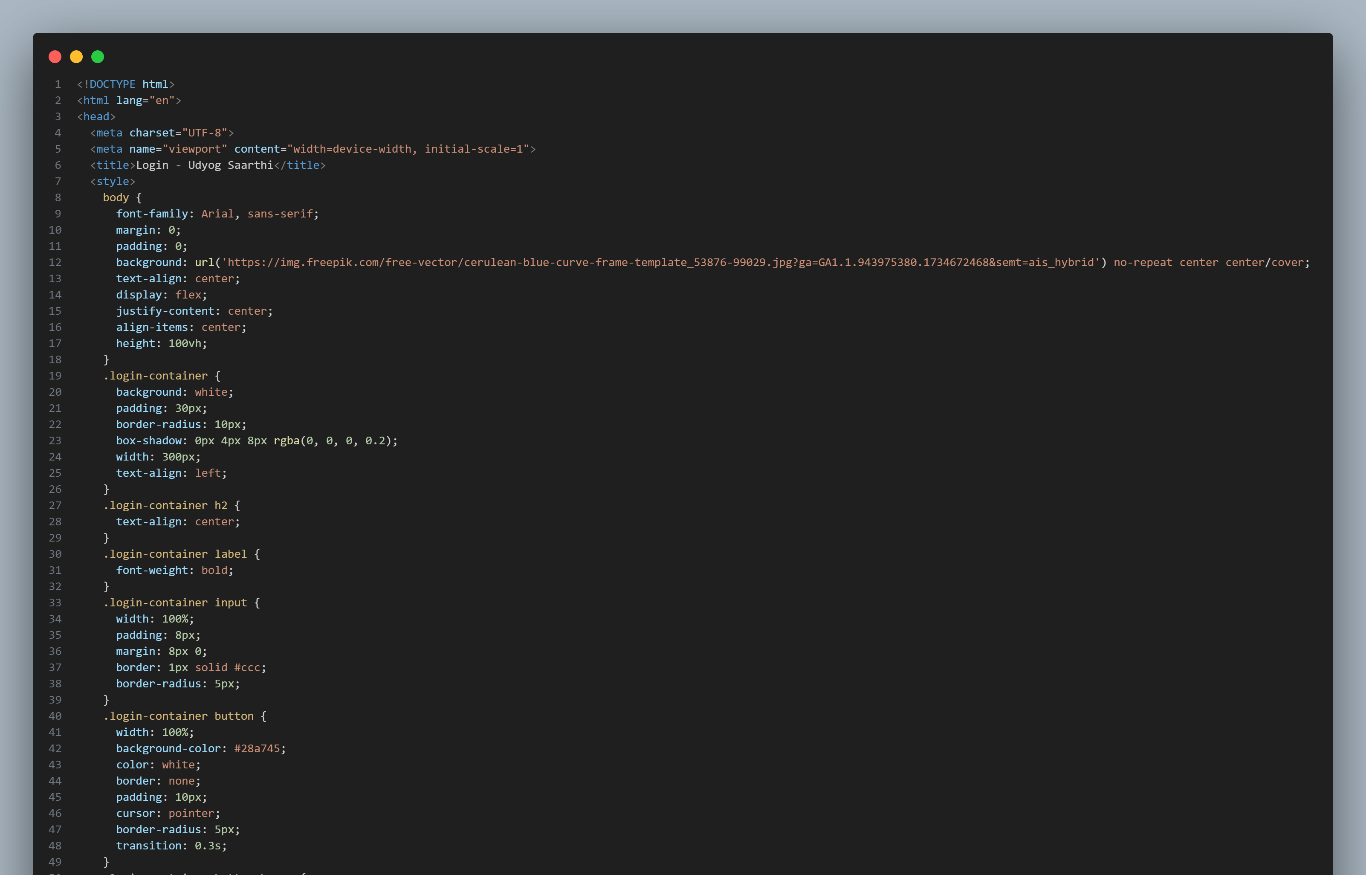 1 <!DOCTYPE html>
2 <html lang="en">
3 <head>
4   <meta charset="UTF-8">
5   <meta name="viewport" content="width=device-width, initial-scale=1">
6   <title>Login - Udyog Saarthi</title>
7   <style>
8     body {
9       font-family: Arial, sans-serif;
10       margin: 0;
11       padding: 0;
12       background: url('https://img.freepik.com/free-vector/cerulean-blue-curve-frame-template_53876-99029.jpg?ga=GA1.1.943975380.1734672468&semt=ais_hybrid') no-repeat center center/cover;
13       text-align: center;
14       display: flex;
15       justify-content: center;
16       align-items: center;
17       height: 100vh;
18     }
19     .login-container {
20       background: white;
21       padding: 30px;
22       border-radius: 10px;
23       box-shadow: 0px 4px 8px rgba(0, 0, 0, 0.2);
24       width: 300px;
25       text-align: left;
26     }
27     .login-container h2 {
28       text-align: center;
29     }
30     .login-container label {
31       font-weight: bold;
32     }
33     .login-container input {
34       width: 100%;
35       padding: 8px;
36       margin: 8px 0;
37       border: 1px solid #ccc;
38       border-radius: 5px;
39     }
40     .login-container button {
41       width: 100%;
42       background-color: #28a745;
43       color: white;
44       border: none;
45       padding: 10px;
46       cursor: pointer;
47       border-radius: 5px;
48       transition: 0.3s;
49     }